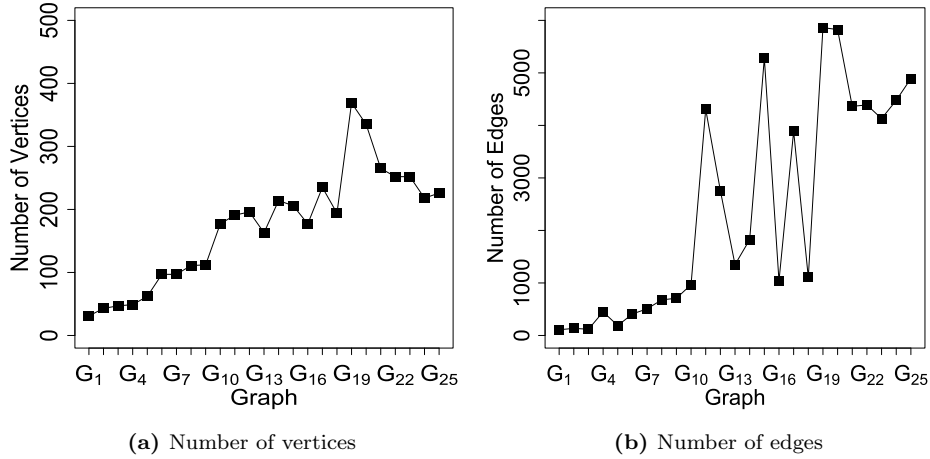 500
400
300
200
100
0
Number of Vertices
G1 G4 G7 G10 G13 G16 G19 G22 G25
Graph
(a) Number of vertices
5000
3000
1000
0
Number of Edges
G1 G4 G7 G10 G13 G16 G19 G22 G25
Graph
(b) Number of edges